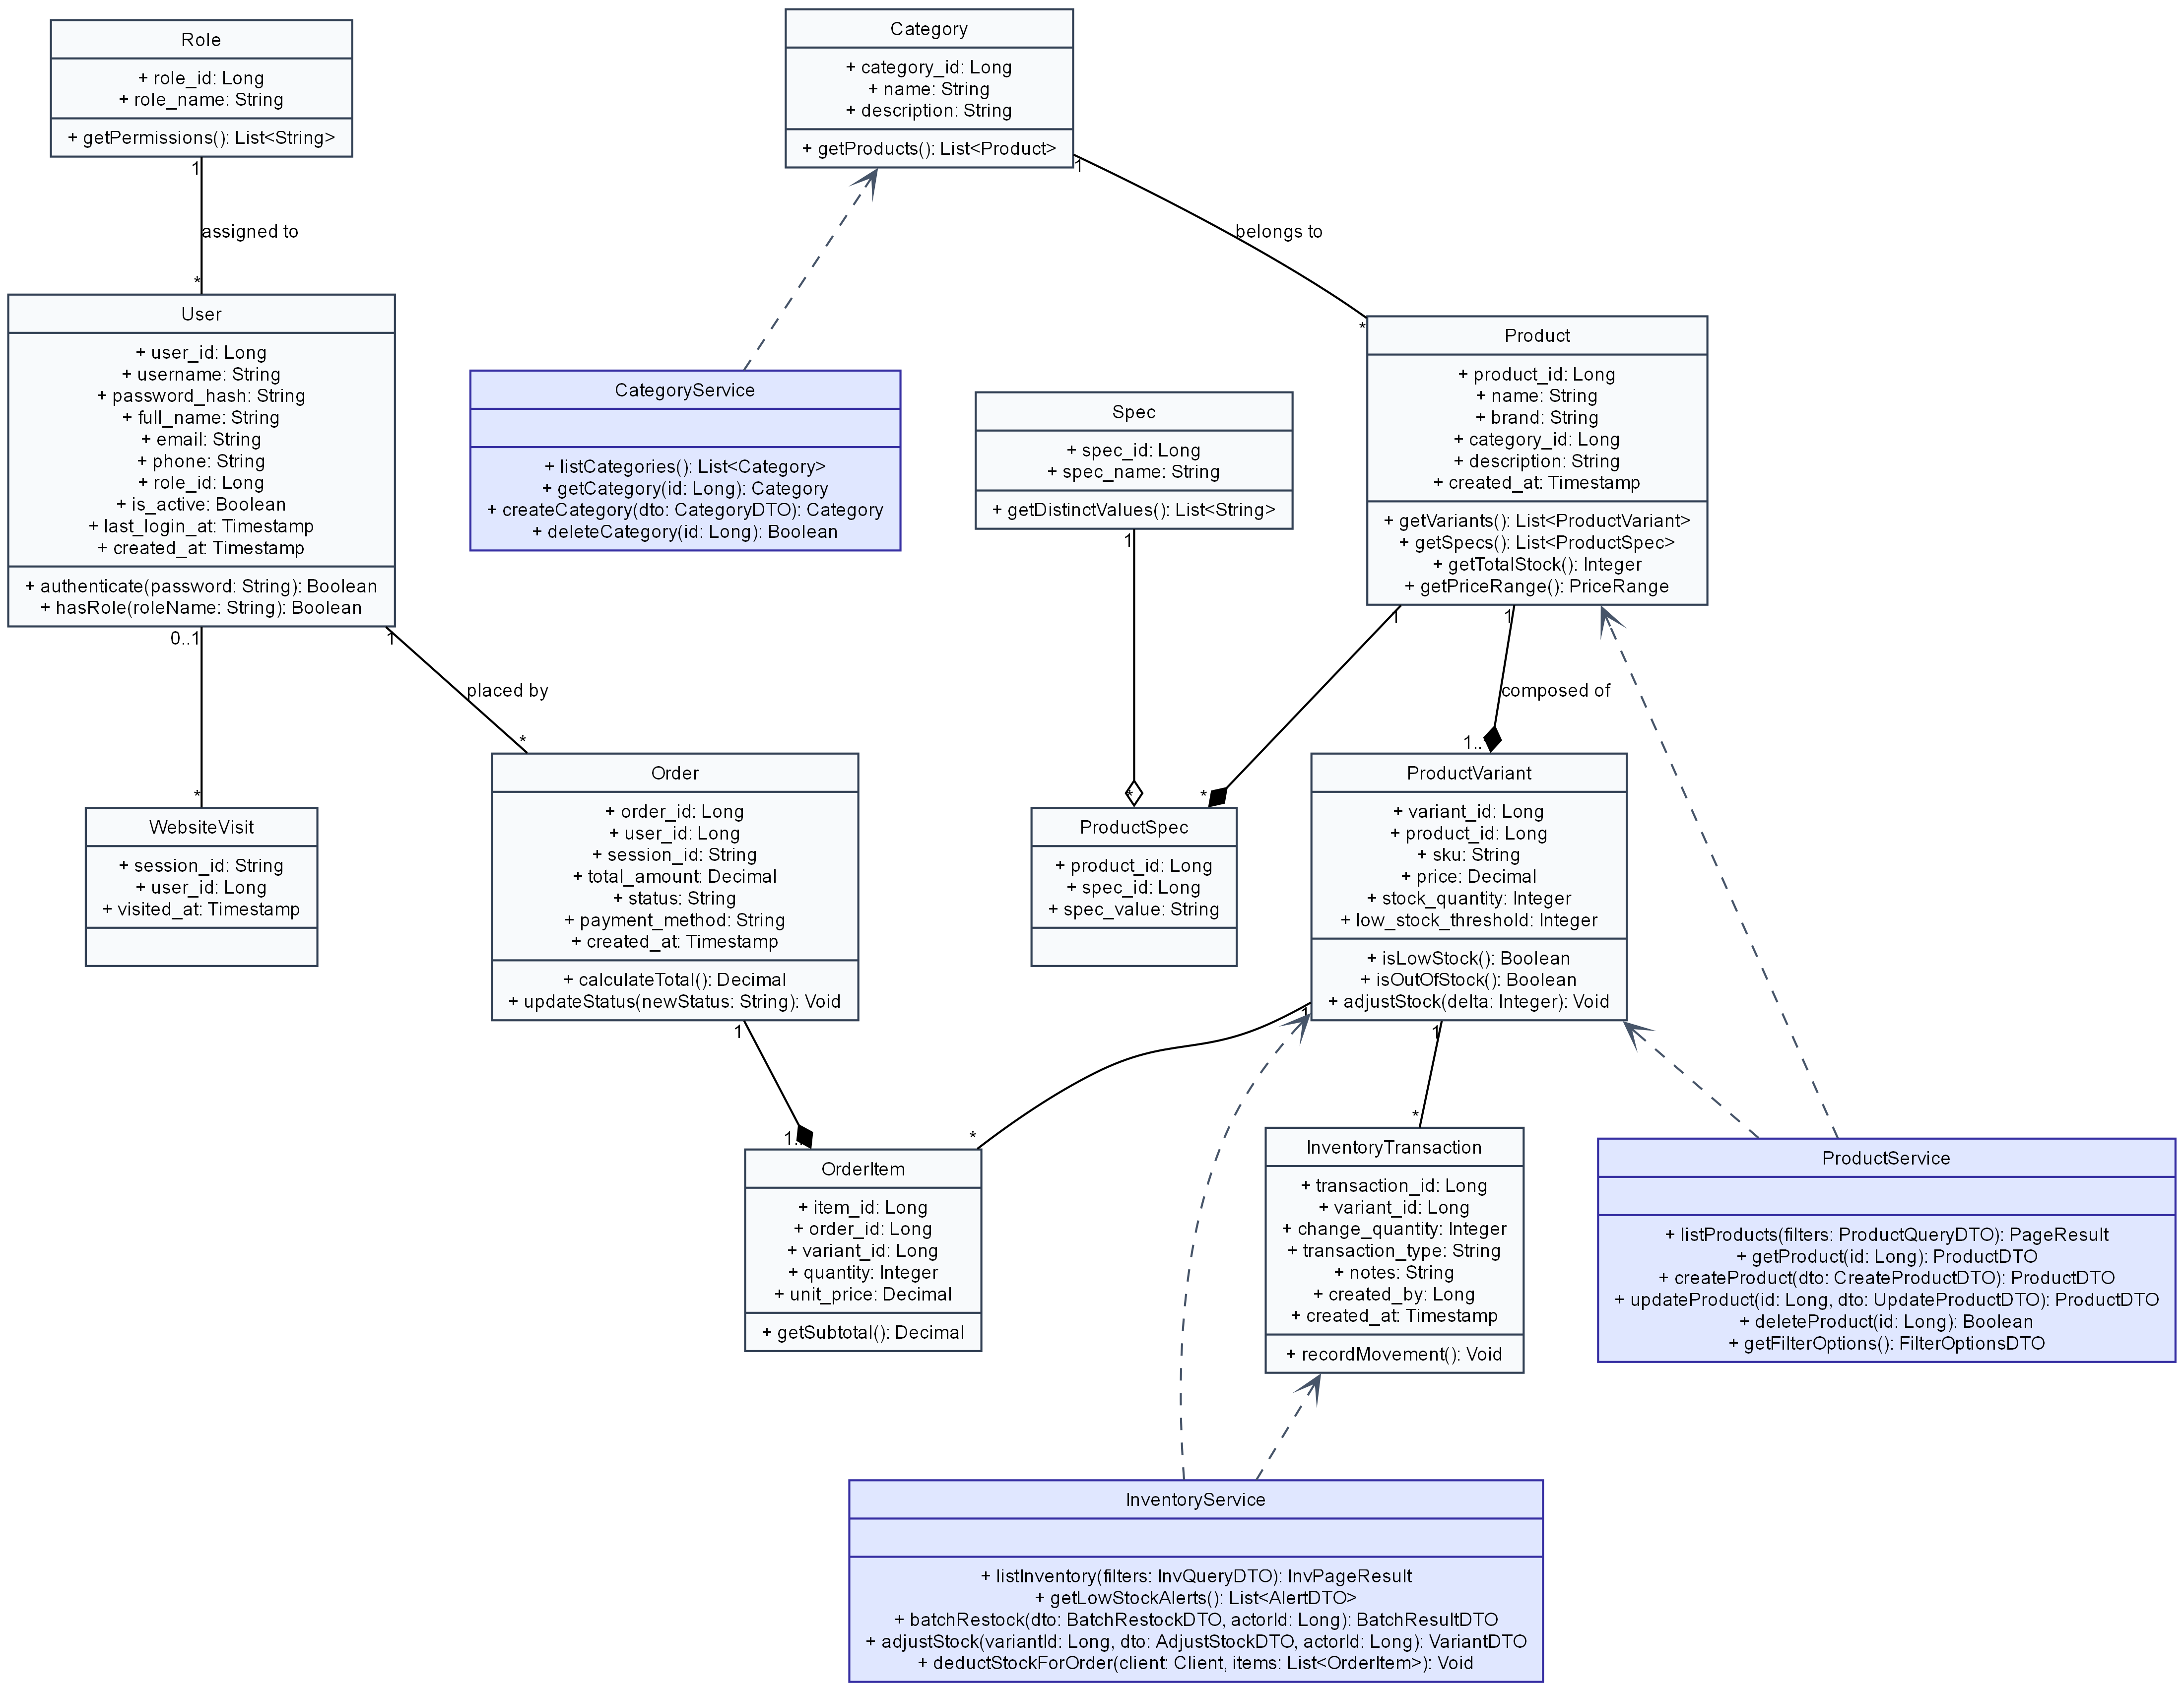 Role
+ role_id: Long
+ role_name: String
+ getPermissions(): List<String>
1
assigned to
*
Category
+ category_id: Long
+ name: String
+ description: String
+ getProducts(): List<Product>
1
belongs to
*
User
+ user_id: Long
+ username: String
+ password_hash: String
+ full_name: String
+ email: String
+ phone: String
+ role_id: Long
+ is_active: Boolean
+ last_login_at: Timestamp
+ created_at: Timestamp
+ authenticate(password: String): Boolean
+ hasRole(roleName: String): Boolean
0..1
*
1
placed by
*
CategoryService
+ listCategories(): List<Category>
+ getCategory(id: Long): Category
+ createCategory(dto: CategoryDTO): Category
+ deleteCategory(id: Long): Boolean
Spec
+ spec_id: Long
+ spec_name: String
+ getDistinctValues(): List<String>
1
*
Product
+ product_id: Long
+ name: String
+ brand: String
+ category_id: Long
+ description: String
+ created_at: Timestamp
+ getVariants(): List<ProductVariant>
+ getSpecs(): List<ProductSpec>
+ getTotalStock(): Integer
+ getPriceRange(): PriceRange
1
*
1
composed of
1..
WebsiteVisit
+ session_id: String
+ user_id: Long
+ visited_at: Timestamp
Order
+ order_id: Long
+ user_id: Long
+ session_id: String
+ total_amount: Decimal
+ status: String
+ payment_method: String
+ created_at: Timestamp
+ calculateTotal(): Decimal
+ updateStatus(newStatus: String): Void
1
1..
ProductSpec
+ product_id: Long
+ spec_id: Long
+ spec_value: String
ProductVariant
+ variant_id: Long
+ product_id: Long
+ sku: String
+ price: Decimal
+ stock_quantity: Integer
+ low_stock_threshold: Integer
+ isLowStock(): Boolean
+ isOutOfStock(): Boolean
+ adjustStock(delta: Integer): Void
1
*
1
*
OrderItem
+ item_id: Long
+ order_id: Long
+ variant_id: Long
+ quantity: Integer
+ unit_price: Decimal
+ getSubtotal(): Decimal
InventoryTransaction
+ transaction_id: Long
+ variant_id: Long
+ change_quantity: Integer
+ transaction_type: String
+ notes: String
+ created_by: Long
+ created_at: Timestamp
+ recordMovement(): Void
ProductService
+ listProducts(filters: ProductQueryDTO): PageResult
+ getProduct(id: Long): ProductDTO
+ createProduct(dto: CreateProductDTO): ProductDTO
+ updateProduct(id: Long, dto: UpdateProductDTO): ProductDTO
+ deleteProduct(id: Long): Boolean
+ getFilterOptions(): FilterOptionsDTO
InventoryService
+ listInventory(filters: InvQueryDTO): InvPageResult
+ getLowStockAlerts(): List<AlertDTO>
+ batchRestock(dto: BatchRestockDTO, actorId: Long): BatchResultDTO
+ adjustStock(variantId: Long, dto: AdjustStockDTO, actorId: Long): VariantDTO
+ deductStockForOrder(client: Client, items: List<OrderItem>): Void